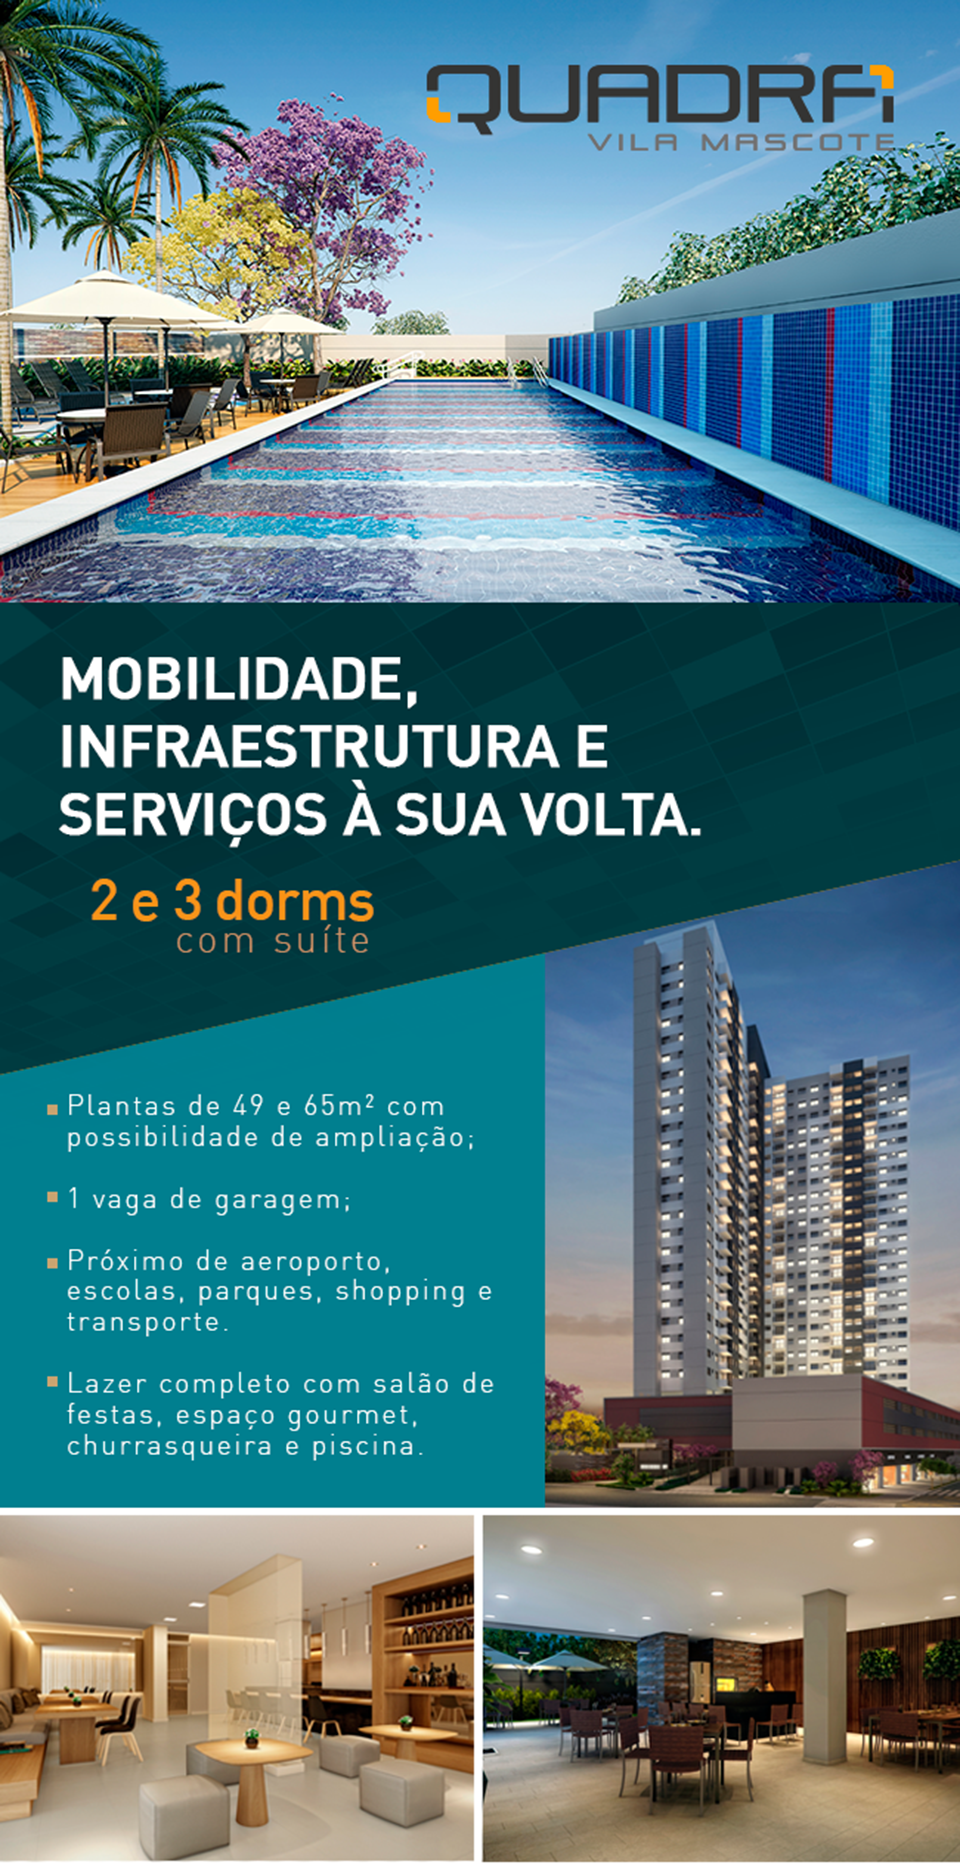 QUADRA
VILA MASCOTE
MOBILIDADE,
INFRAESTRUTURA E
SERVIÇOS À SUA VOLTA.
2 e 3 dorms
com suíte
Plantas de 49 e 65m² com
possibilidade de ampliação;
1 vaga de garagem;
Próximo de aeroporto,
escolas, parques, shopping e
transporte.
Lazer completo com salão de
festas, espaço gourmet,
churrasqueira e piscina.